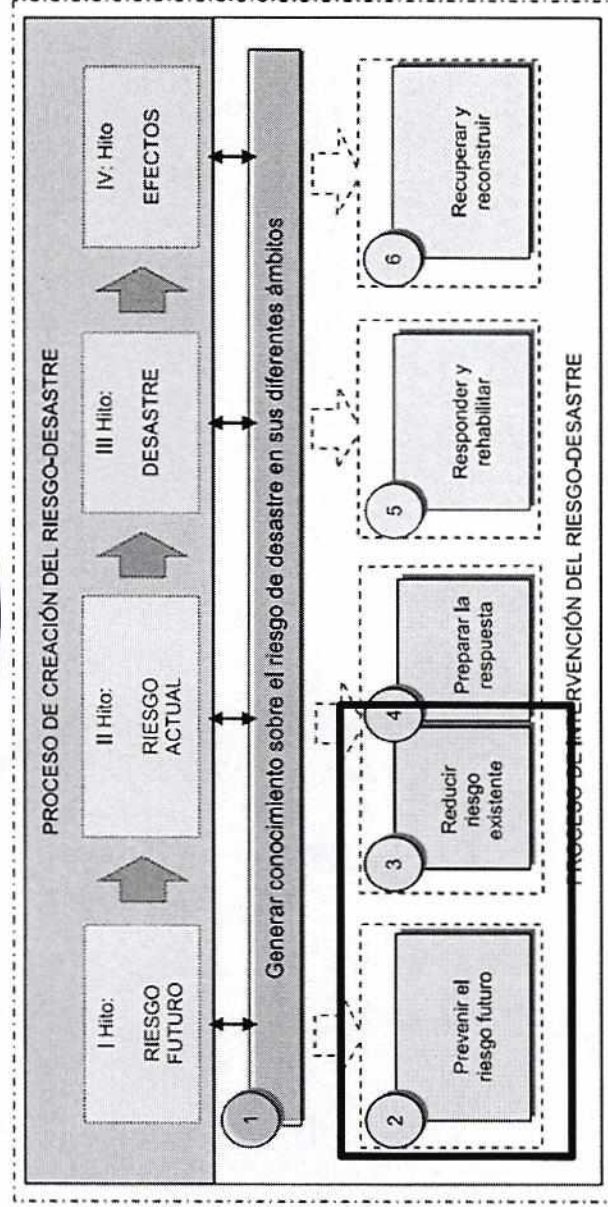 PROCESO DE CREACIÓN DEL RIESGO-DESASTRE
I Hito:
RIESGO
FUTURO
II Hito:
RIESGO
ACTUAL
III Hito:
DESASTRE
IV: Hito
EFECTOS
1
Generar conocimiento sobre el riesgo de desastre en sus diferentes ámbitos
2
Prevenir el
riesgo futuro
3
Reducir
riesgo
existente
4
Preparar la
respuesta
5
Responder y
rehabilitar
6
Recuperar y
reconstruir
PROCESO DE INTERVENCIÓN DEL RIESGO-DESASTRE